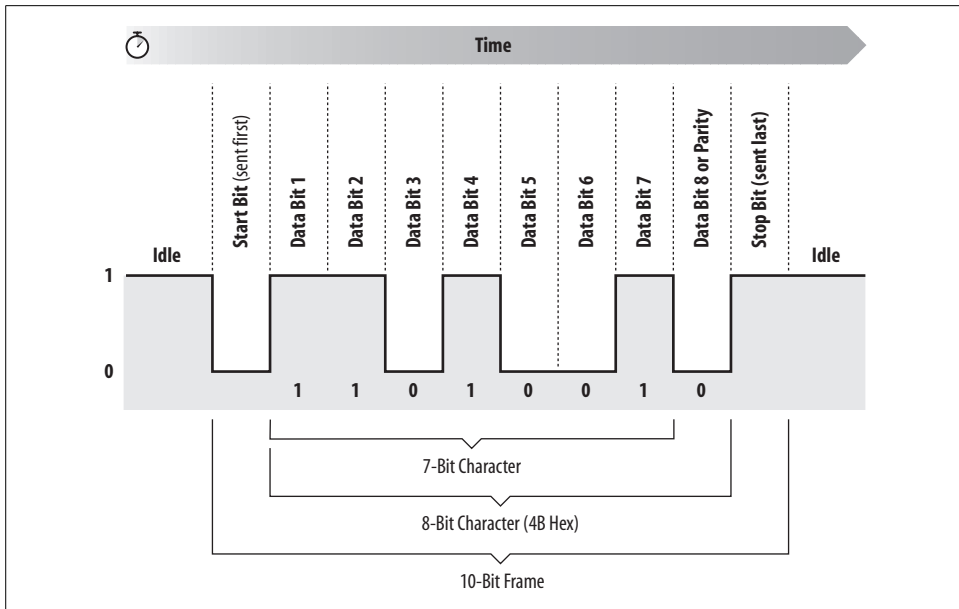 Time
Start Bit (sent first)
Data Bit 1
Data Bit 2
Data Bit 3
Data Bit 4
Data Bit 5
Data Bit 6
Data Bit 7
Data Bit 8 or Parity
Stop Bit (sent last)
Idle
Idle
1
0
1 1 0 1 0 0 1 0
7-Bit Character
8-Bit Character (4B Hex)
10-Bit Frame